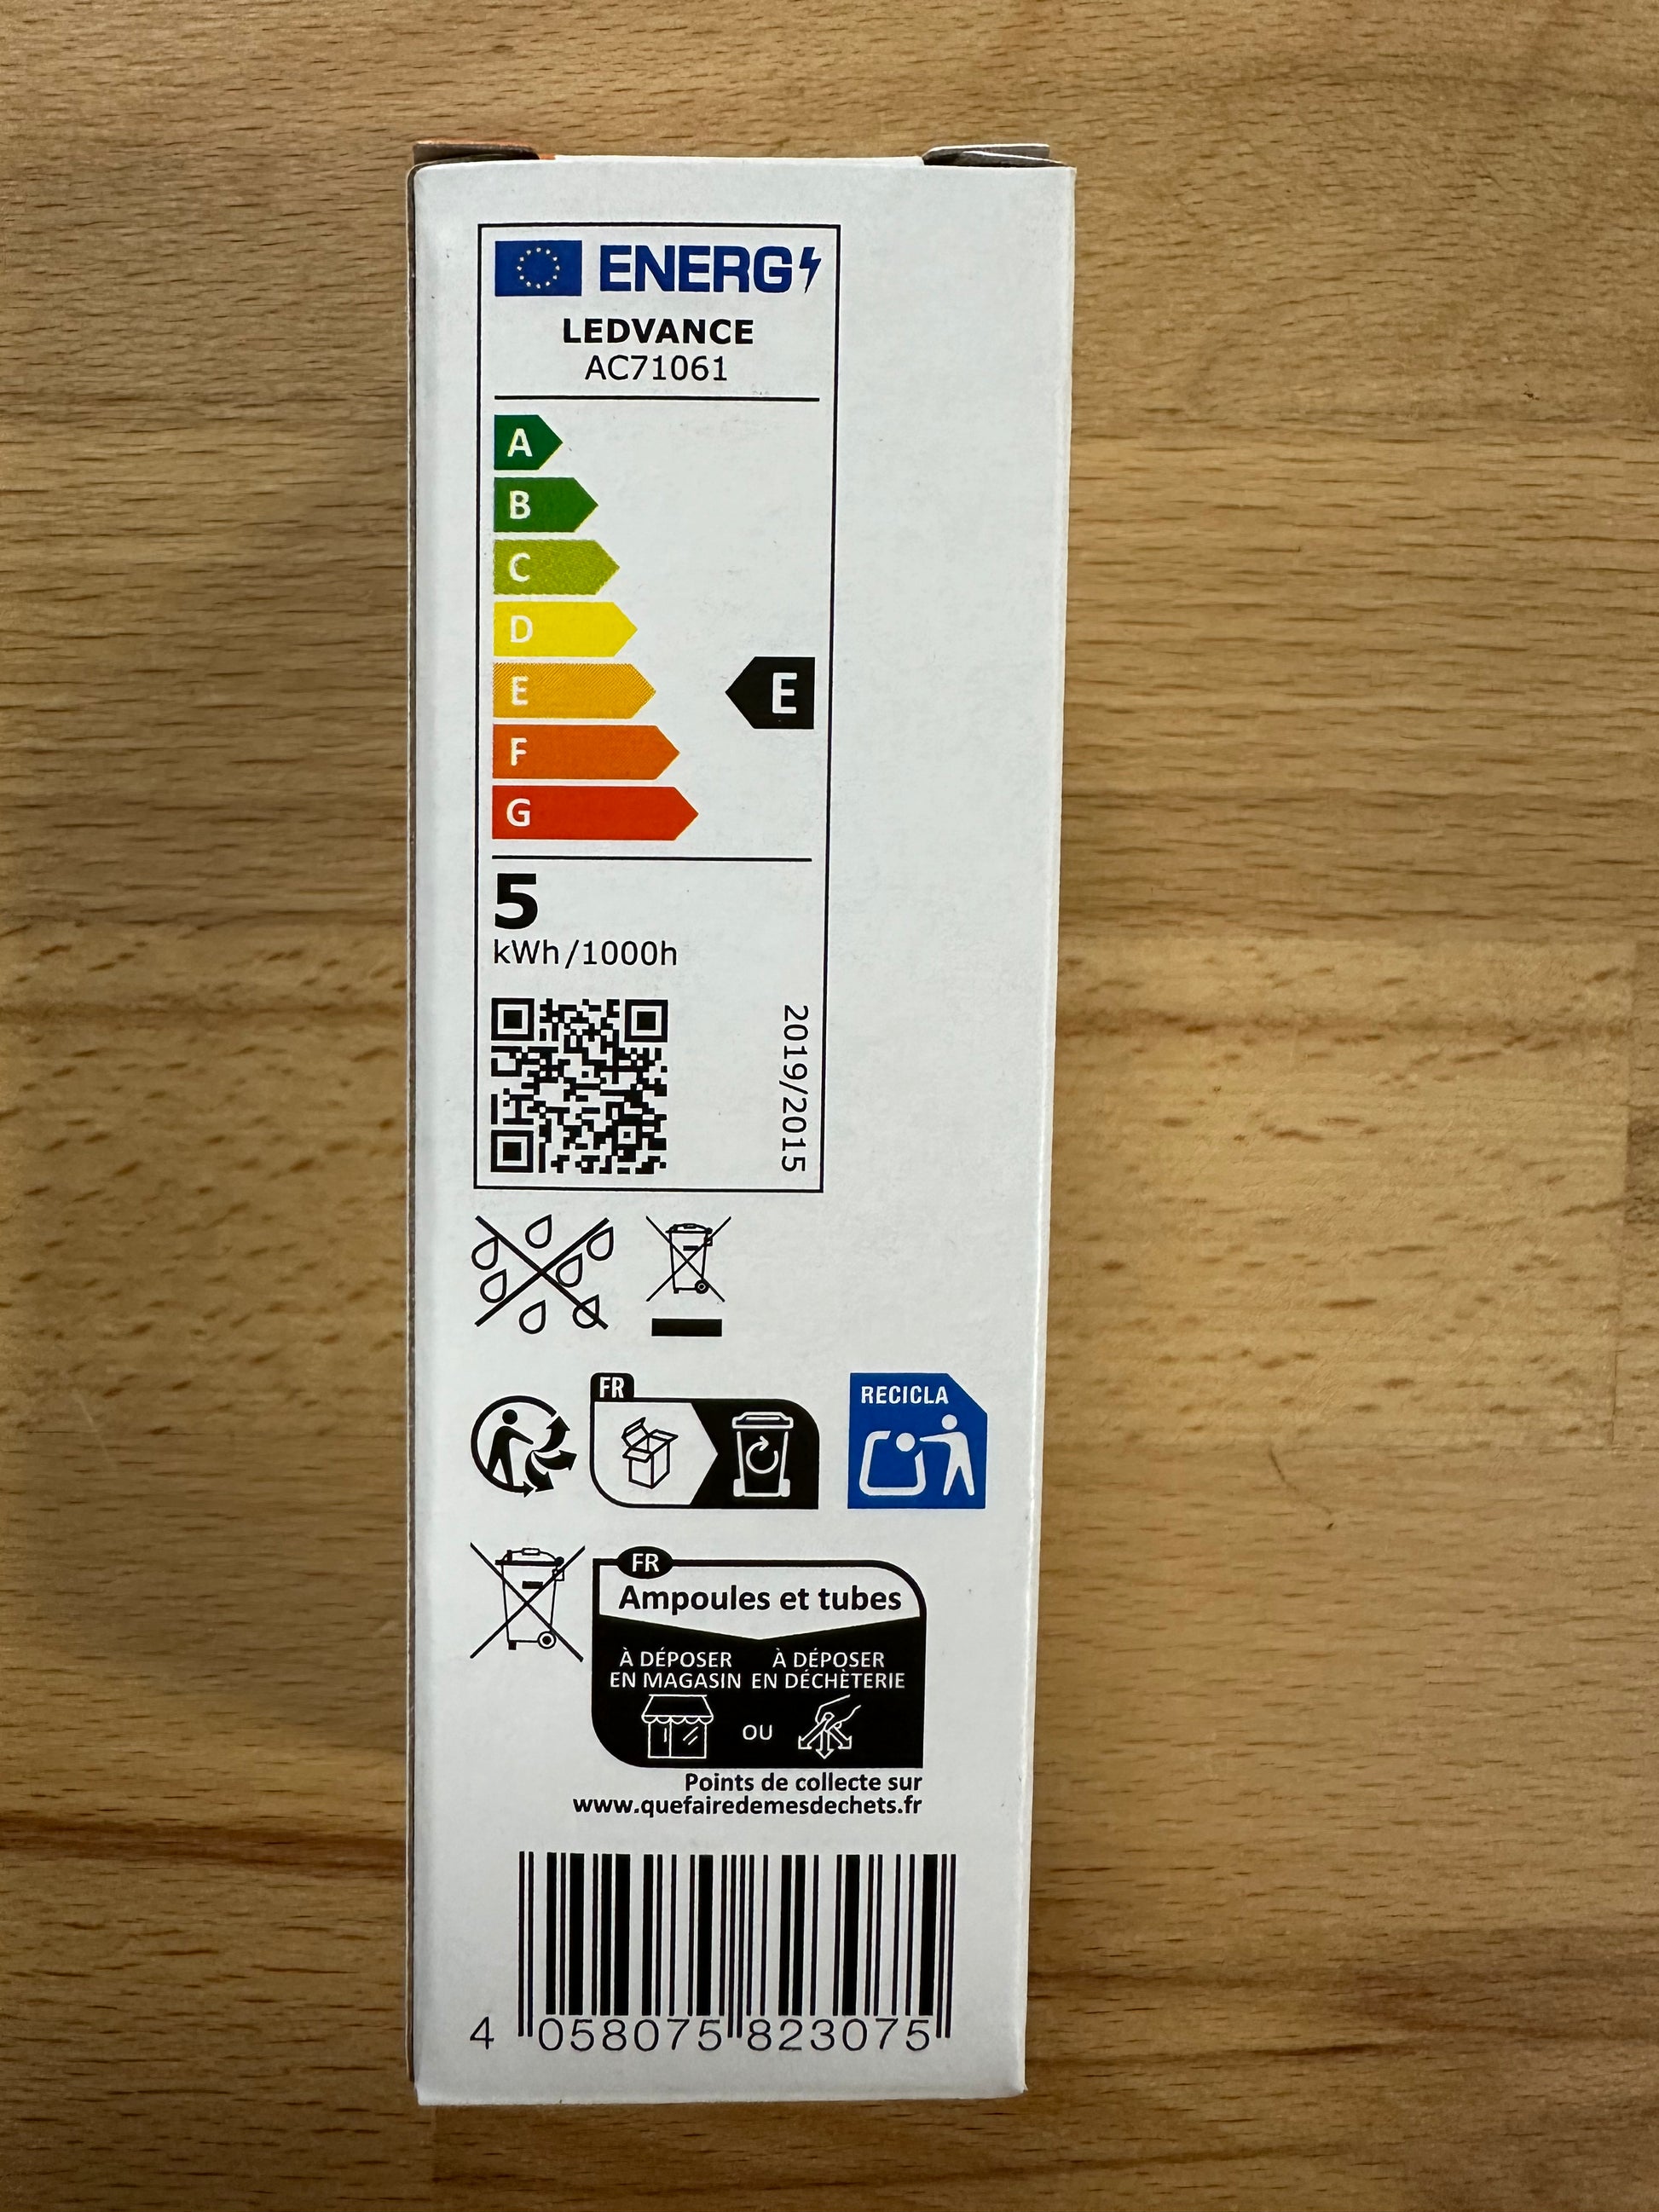 ENERG
LEDVANCE
AC71061
A
B
C
D
E
E
F
G
5
kWh/1000h
2019/2015
FR
RECICLA
FR
Ampoules et tubes
À DÉPOSER EN MAGASIN
À DÉPOSER EN DÉCHÈTERIE
OU
Points de collecte sur
www.quefairedemesdechets.fr
4 058075 823075